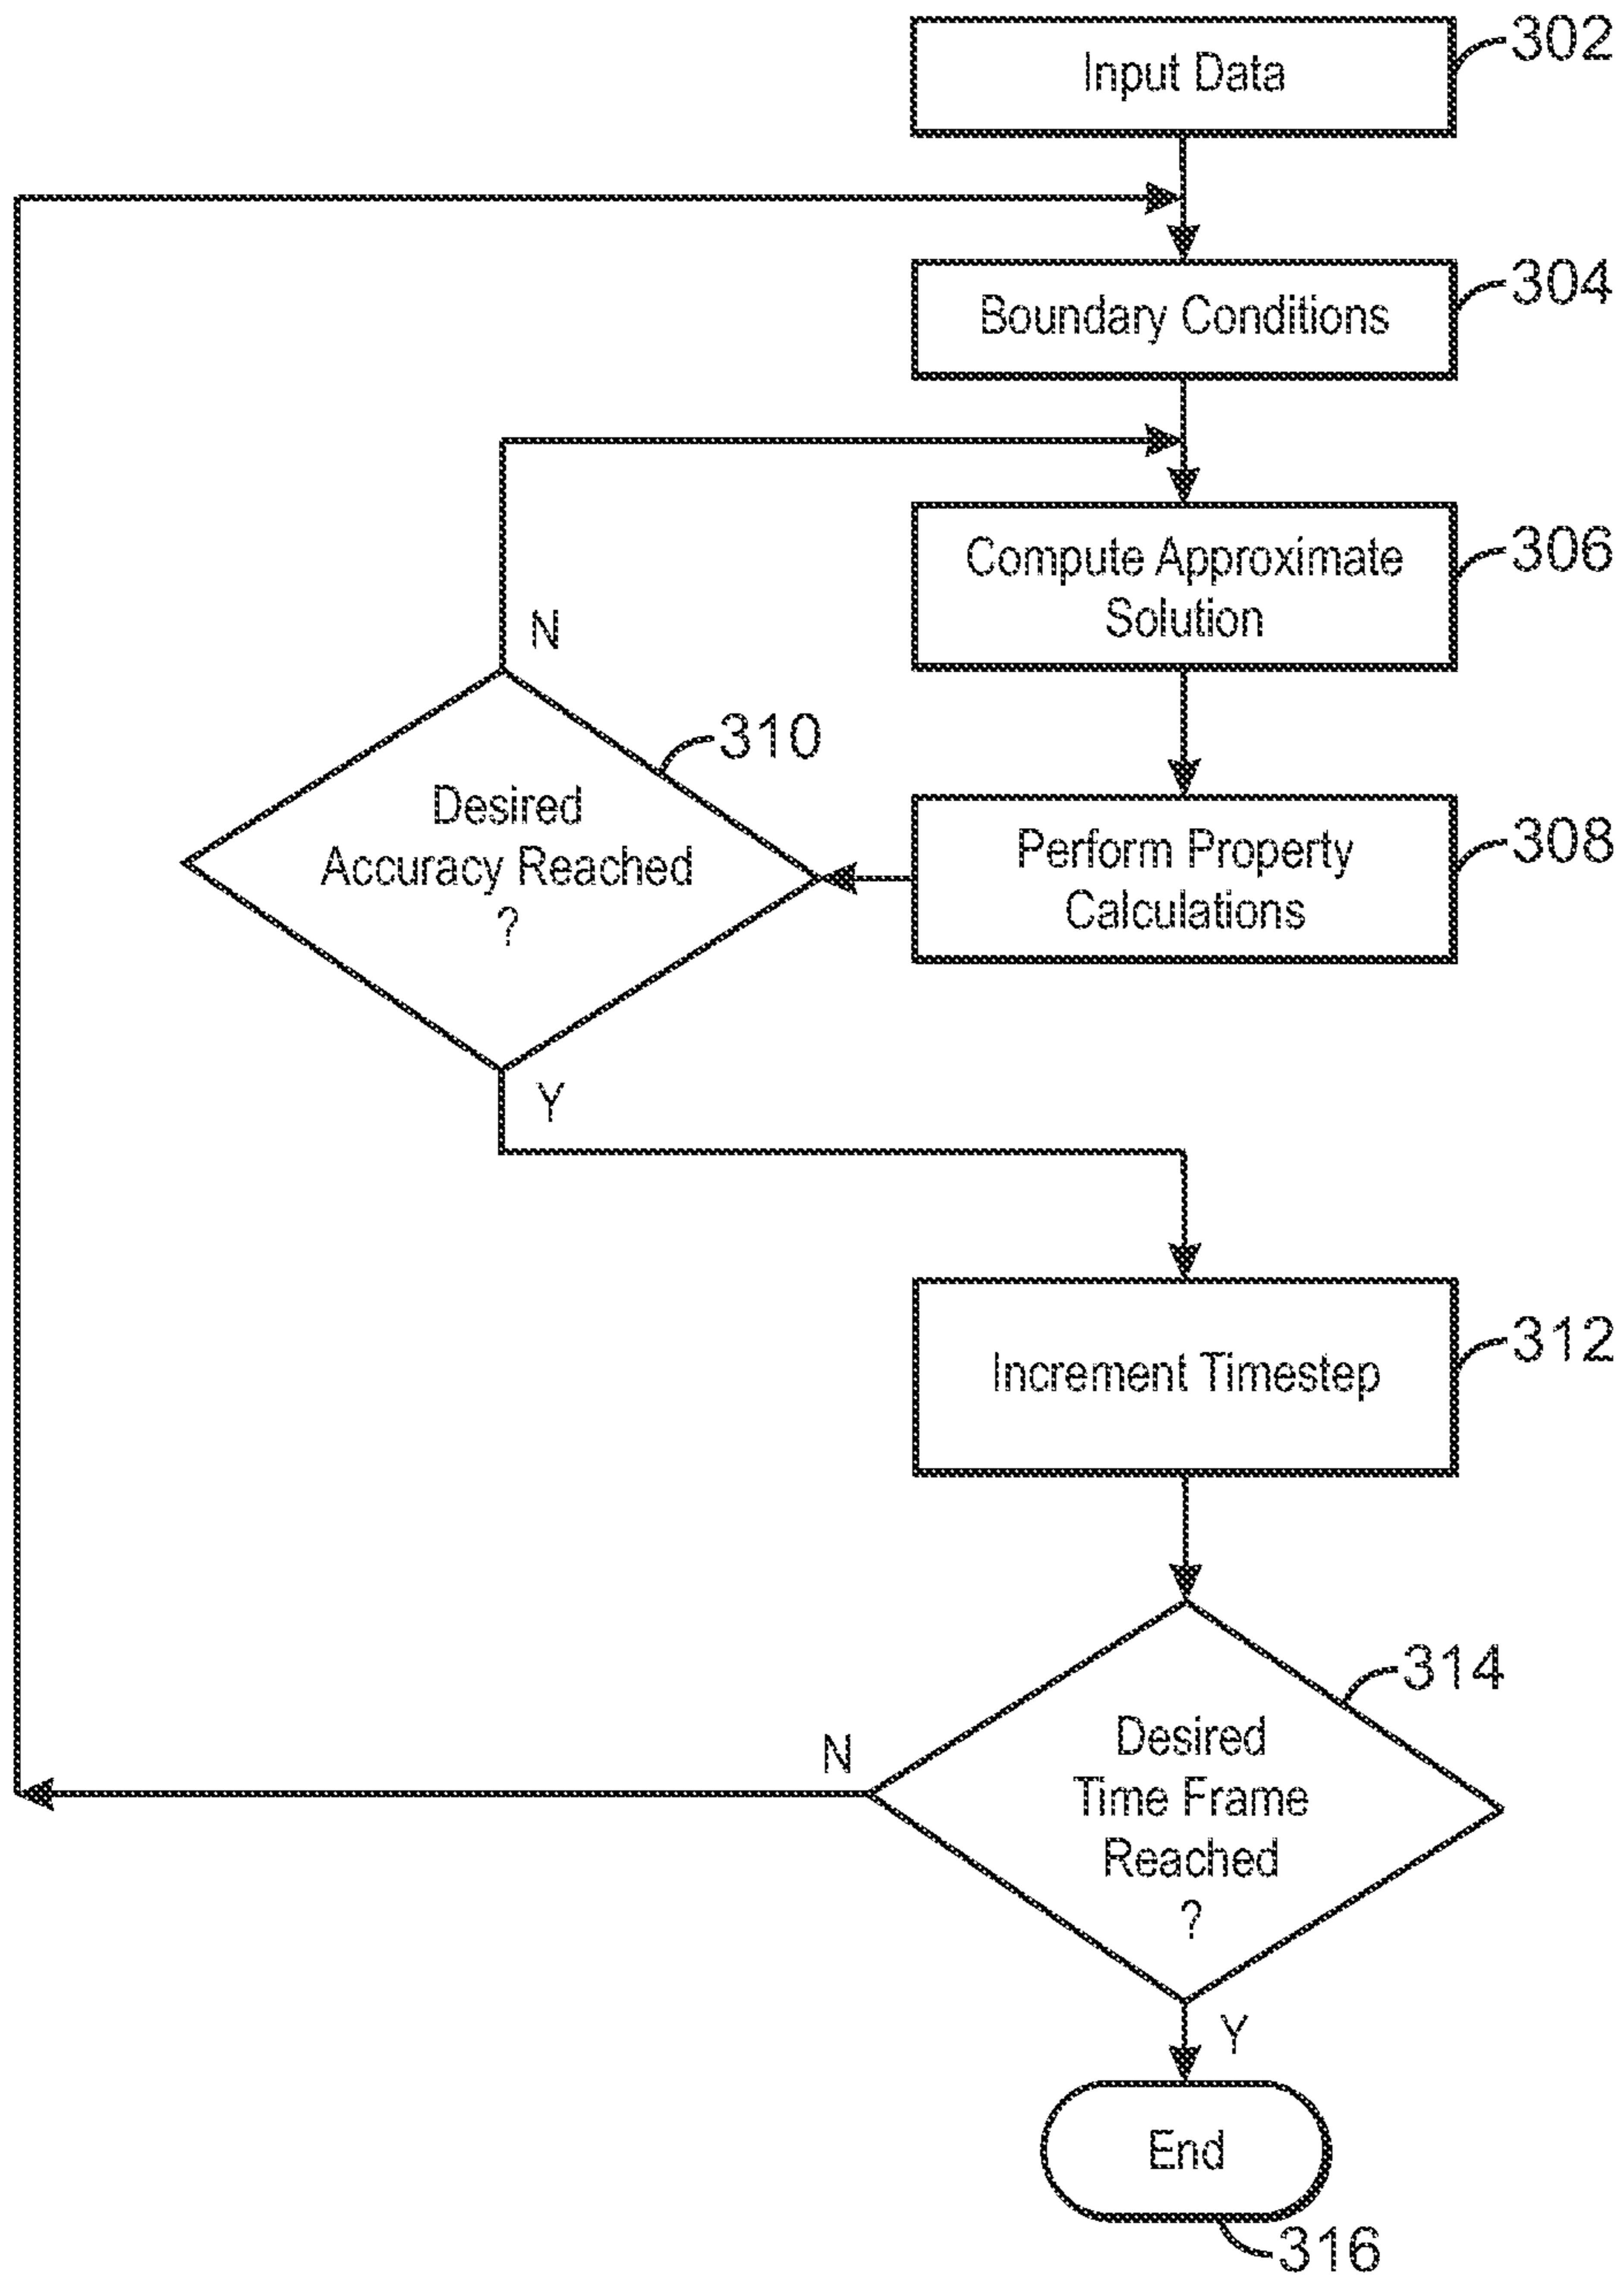 Input Data
302
Boundary Conditions
304
Compute Approximate
Solution
306
N
310
Desired
Accuracy Reached
?
Perform Property
Calculations
308
Y
Increment Timestep
312
314
N
Desired
Time Frame
Reached
?
Y
End
316